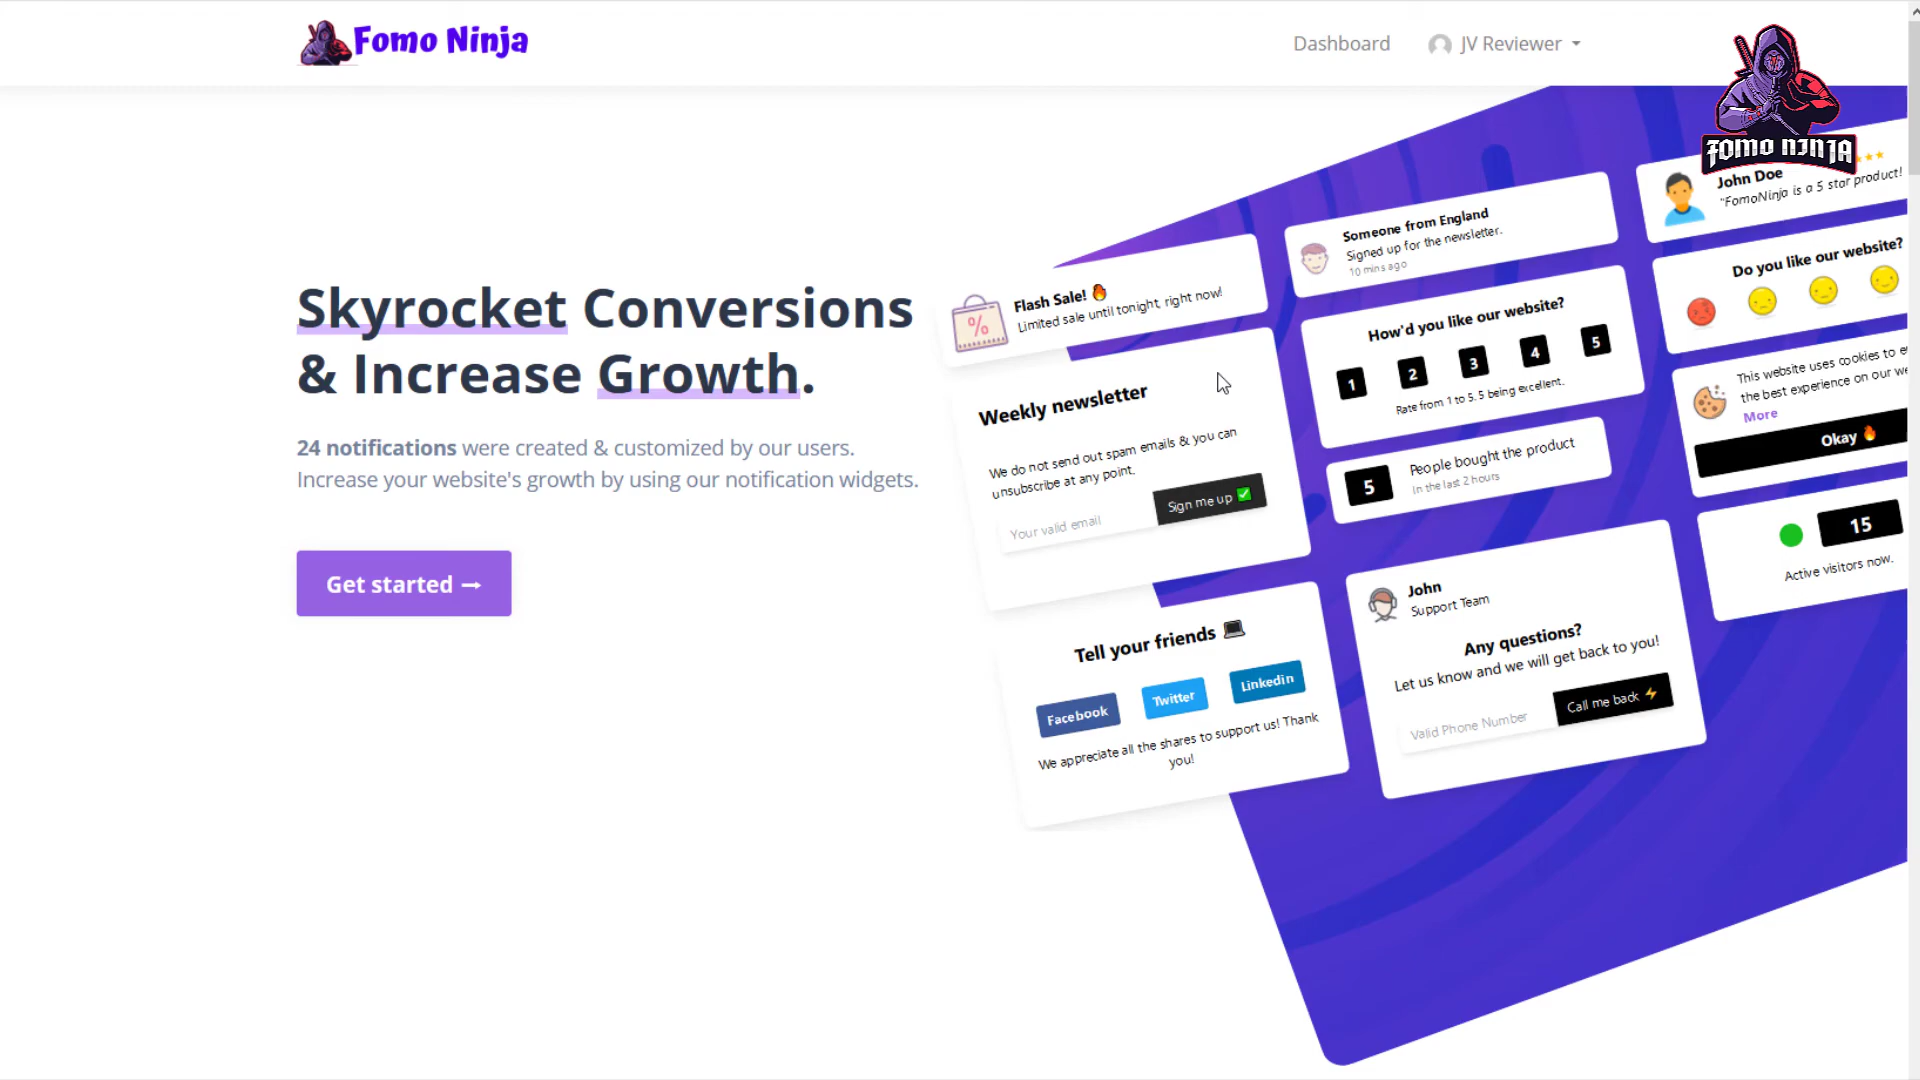 Fomo Ninja
Dashboard
JV Reviewer
FOMO NINJA
Skyrocket Conversions
& Increase Growth.
24 notifications were created & customized by our users.
Increase your website's growth by using our notification widgets.
Get started →
Flash Sale! 🔥
Limited sale until tonight, right now!
Weekly newsletter
We do not send out spam emails & you can
unsubscribe at any point.
Your valid email
Sign me up ✅
Tell your friends 💻
Facebook
Twitter
Linkedin
We appreciate all the shares to support us! Thank
you!
Someone from England
Signed up for the newsletter.
10 mins ago
How'd you like our website?
1 2 3 4 5
Rate from 1 to 5. 5 being excellent.
5
People bought the product
In the last 2 hours
John
Support Team
Any questions?
Let us know and we will get back to you!
Valid Phone Number
Call me back ⚡
John Doe
"FomoNinja is a 5 star product!
Do you like our website?
This website uses cookies to e
the best experience on our we
More
Okay 🔥
15
Active visitors now.